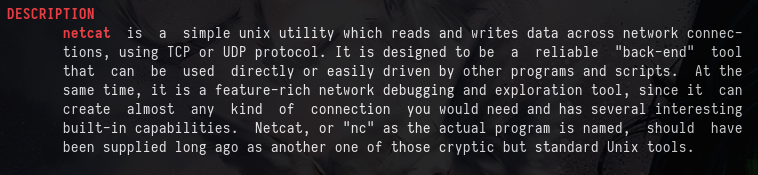 DESCRIPTION
netcat is a simple unix utility which reads and writes data across network connec-
tions, using TCP or UDP protocol. It is designed to be a reliable "back-end" tool
that can be used directly or easily driven by other programs and scripts. At the
same time, it is a feature-rich network debugging and exploration tool, since it can
create almost any kind of connection you would need and has several interesting
built-in capabilities. Netcat, or "nc" as the actual program is named, should have
been supplied long ago as another one of those cryptic but standard Unix tools.